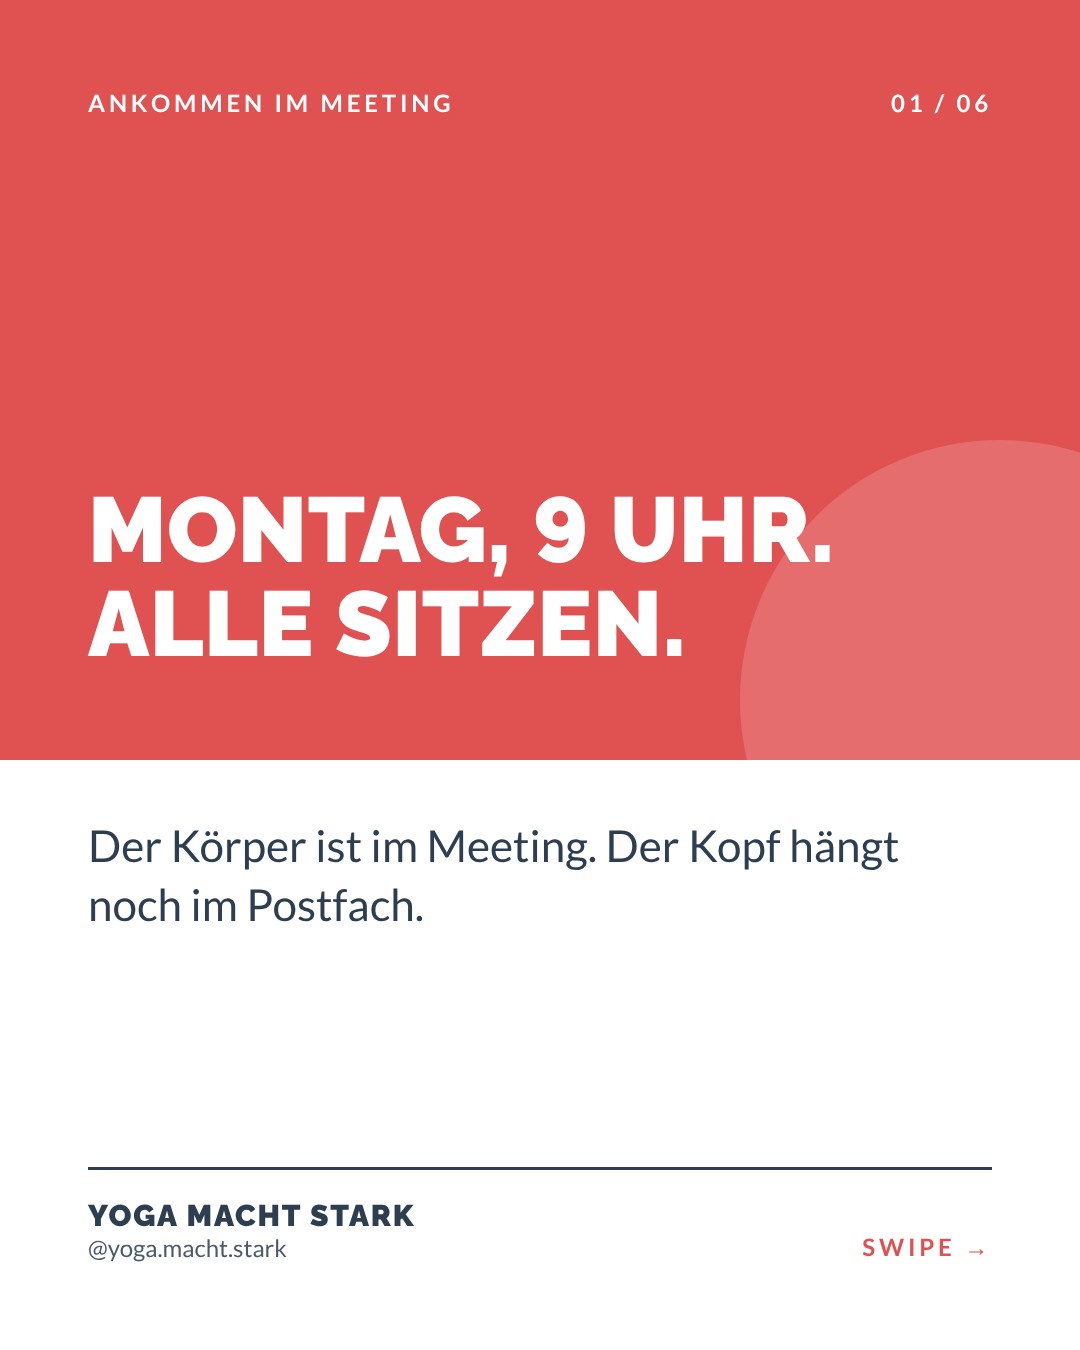 ANKOMMEN IM MEETING
01 / 06
MONTAG, 9 UHR.
ALLE SITZEN.
Der Körper ist im Meeting. Der Kopf hängt
noch im Postfach.
YOGA MACHT STARK
@yoga.macht.stark
SWIPE →